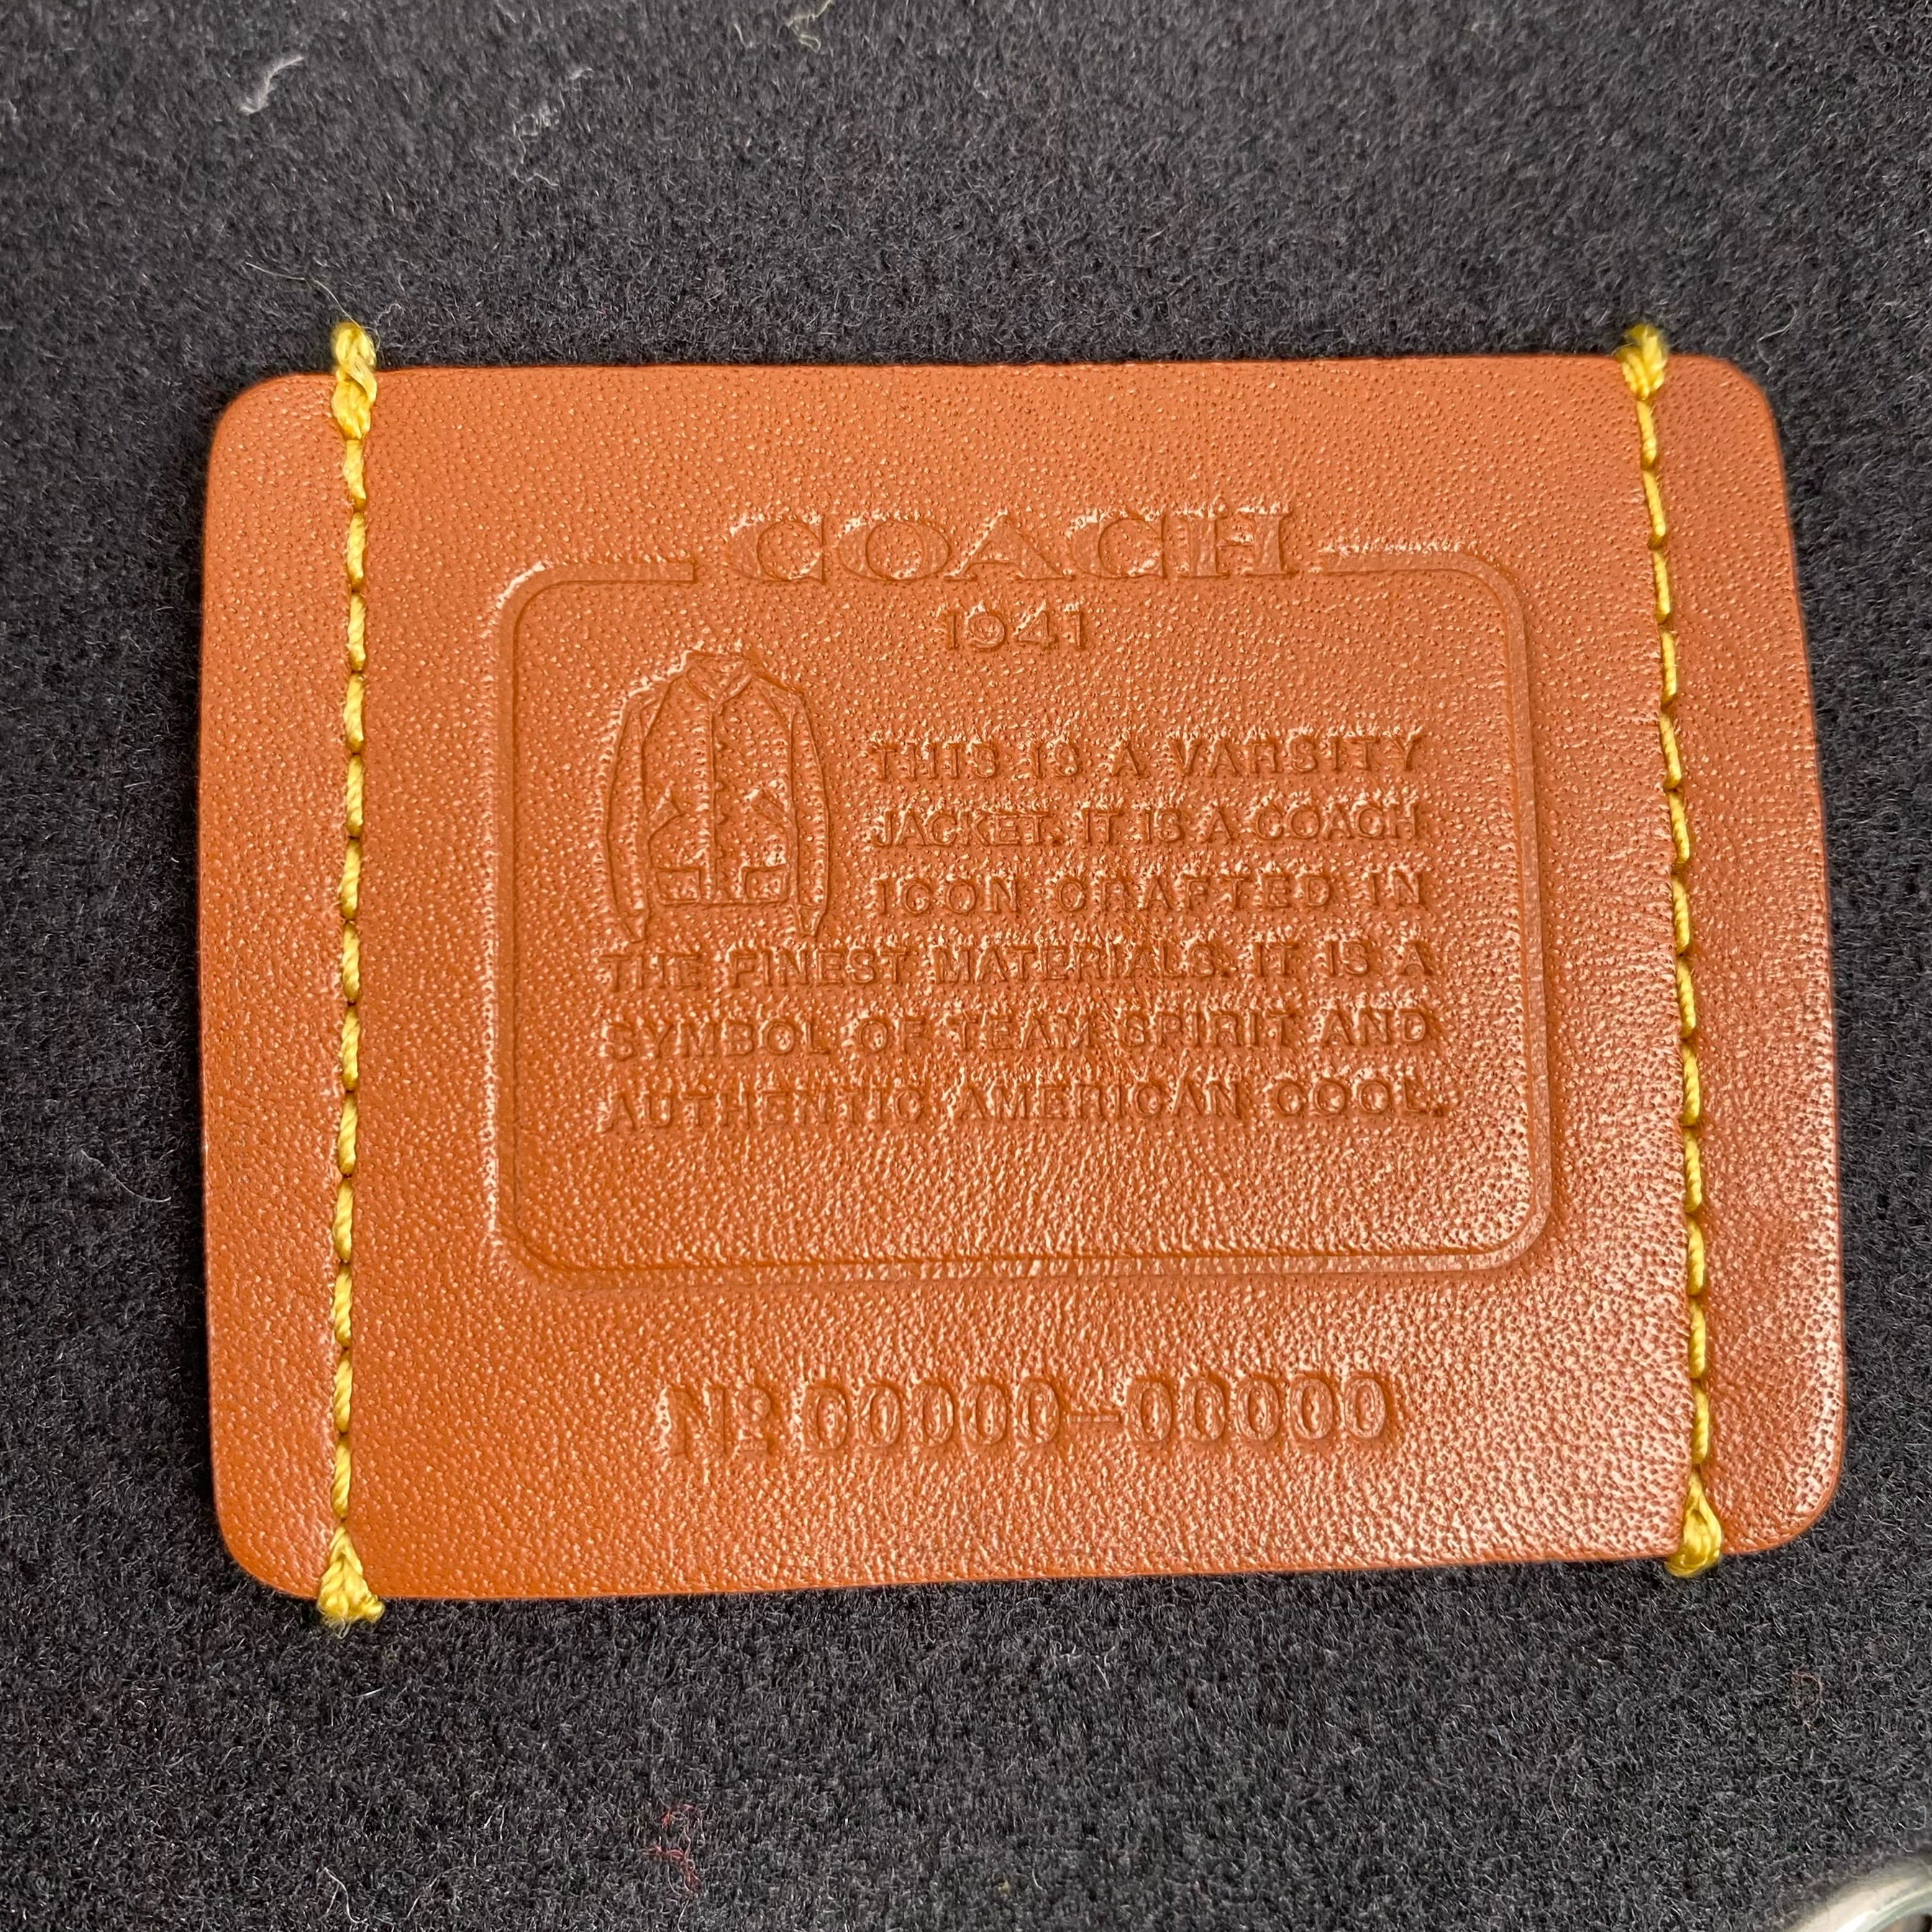 COACH
1941
THIS IS A VARSITY
JACKET. IT IS A COACH
ICON CRAFTED IN
THE FINEST MATERIALS. IT IS A
SYMBOL OF TEAM SPIRIT AND
AUTHENTIC AMERICAN COOL.
№ 00000-00000